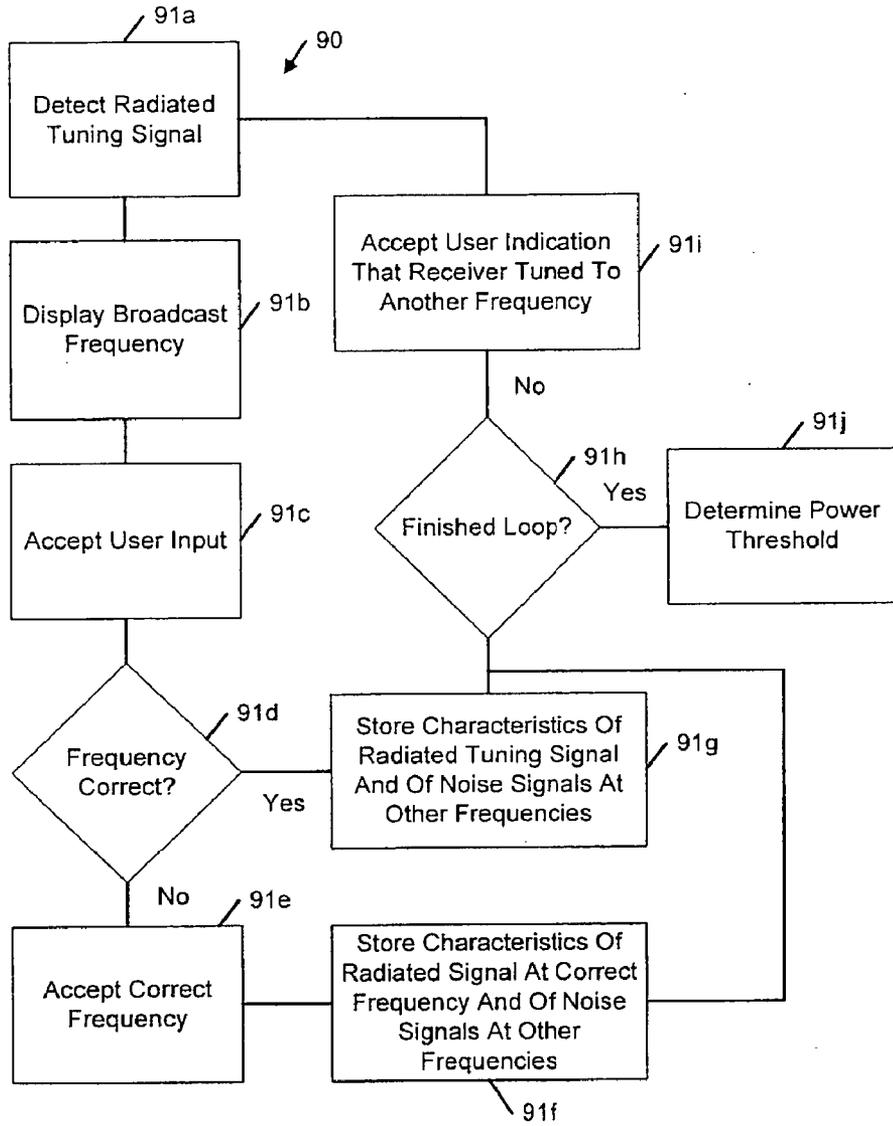 91a
90
Detect Radiated
Tuning Signal
Accept User Indication
That Receiver Tuned To
Another Frequency
91i
Display Broadcast
Frequency
91b
No
91j
91h
Yes
Finished Loop?
Determine Power
Threshold
Accept User Input
91c
91d
Frequency
Correct?
Yes
Store Characteristics Of
Radiated Tuning Signal
And Of Noise Signals At
Other Frequencies
91g
No
91e
Accept Correct
Frequency
Store Characteristics Of
Radiated Signal At Correct
Frequency And Of Noise
Signals At Other
Frequencies
91f